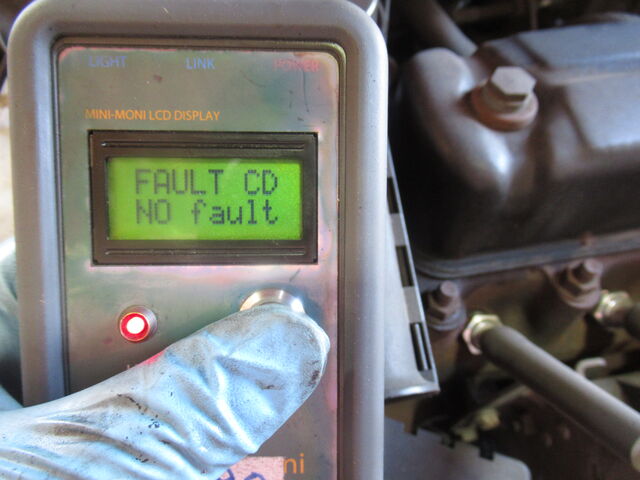 LIGHT LINK POWER
MINI-MONI LCD DISPLAY
FAULT CD
NO fault
ni